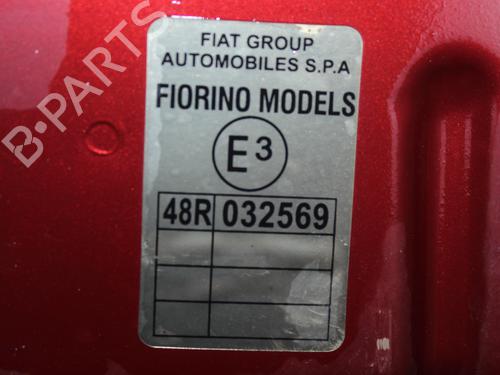 FIAT GROUP
AUTOMOBILES S.P.A
FIORINO MODELS
E3
48R 032569
B-PARTS